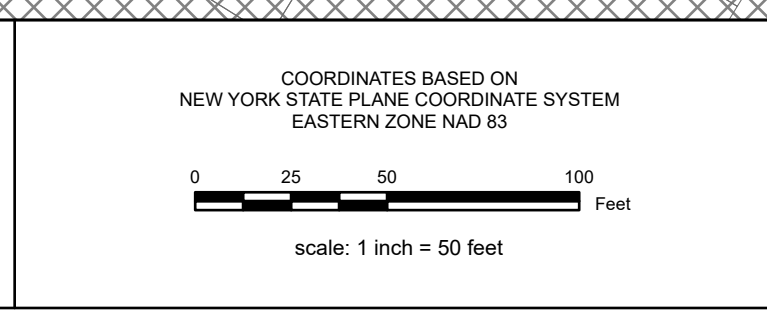 COORDINATES BASED ON
NEW YORK STATE PLANE COORDINATE SYSTEM
EASTERN ZONE NAD 83
0 25 50 100
Feet
scale: 1 inch = 50 feet